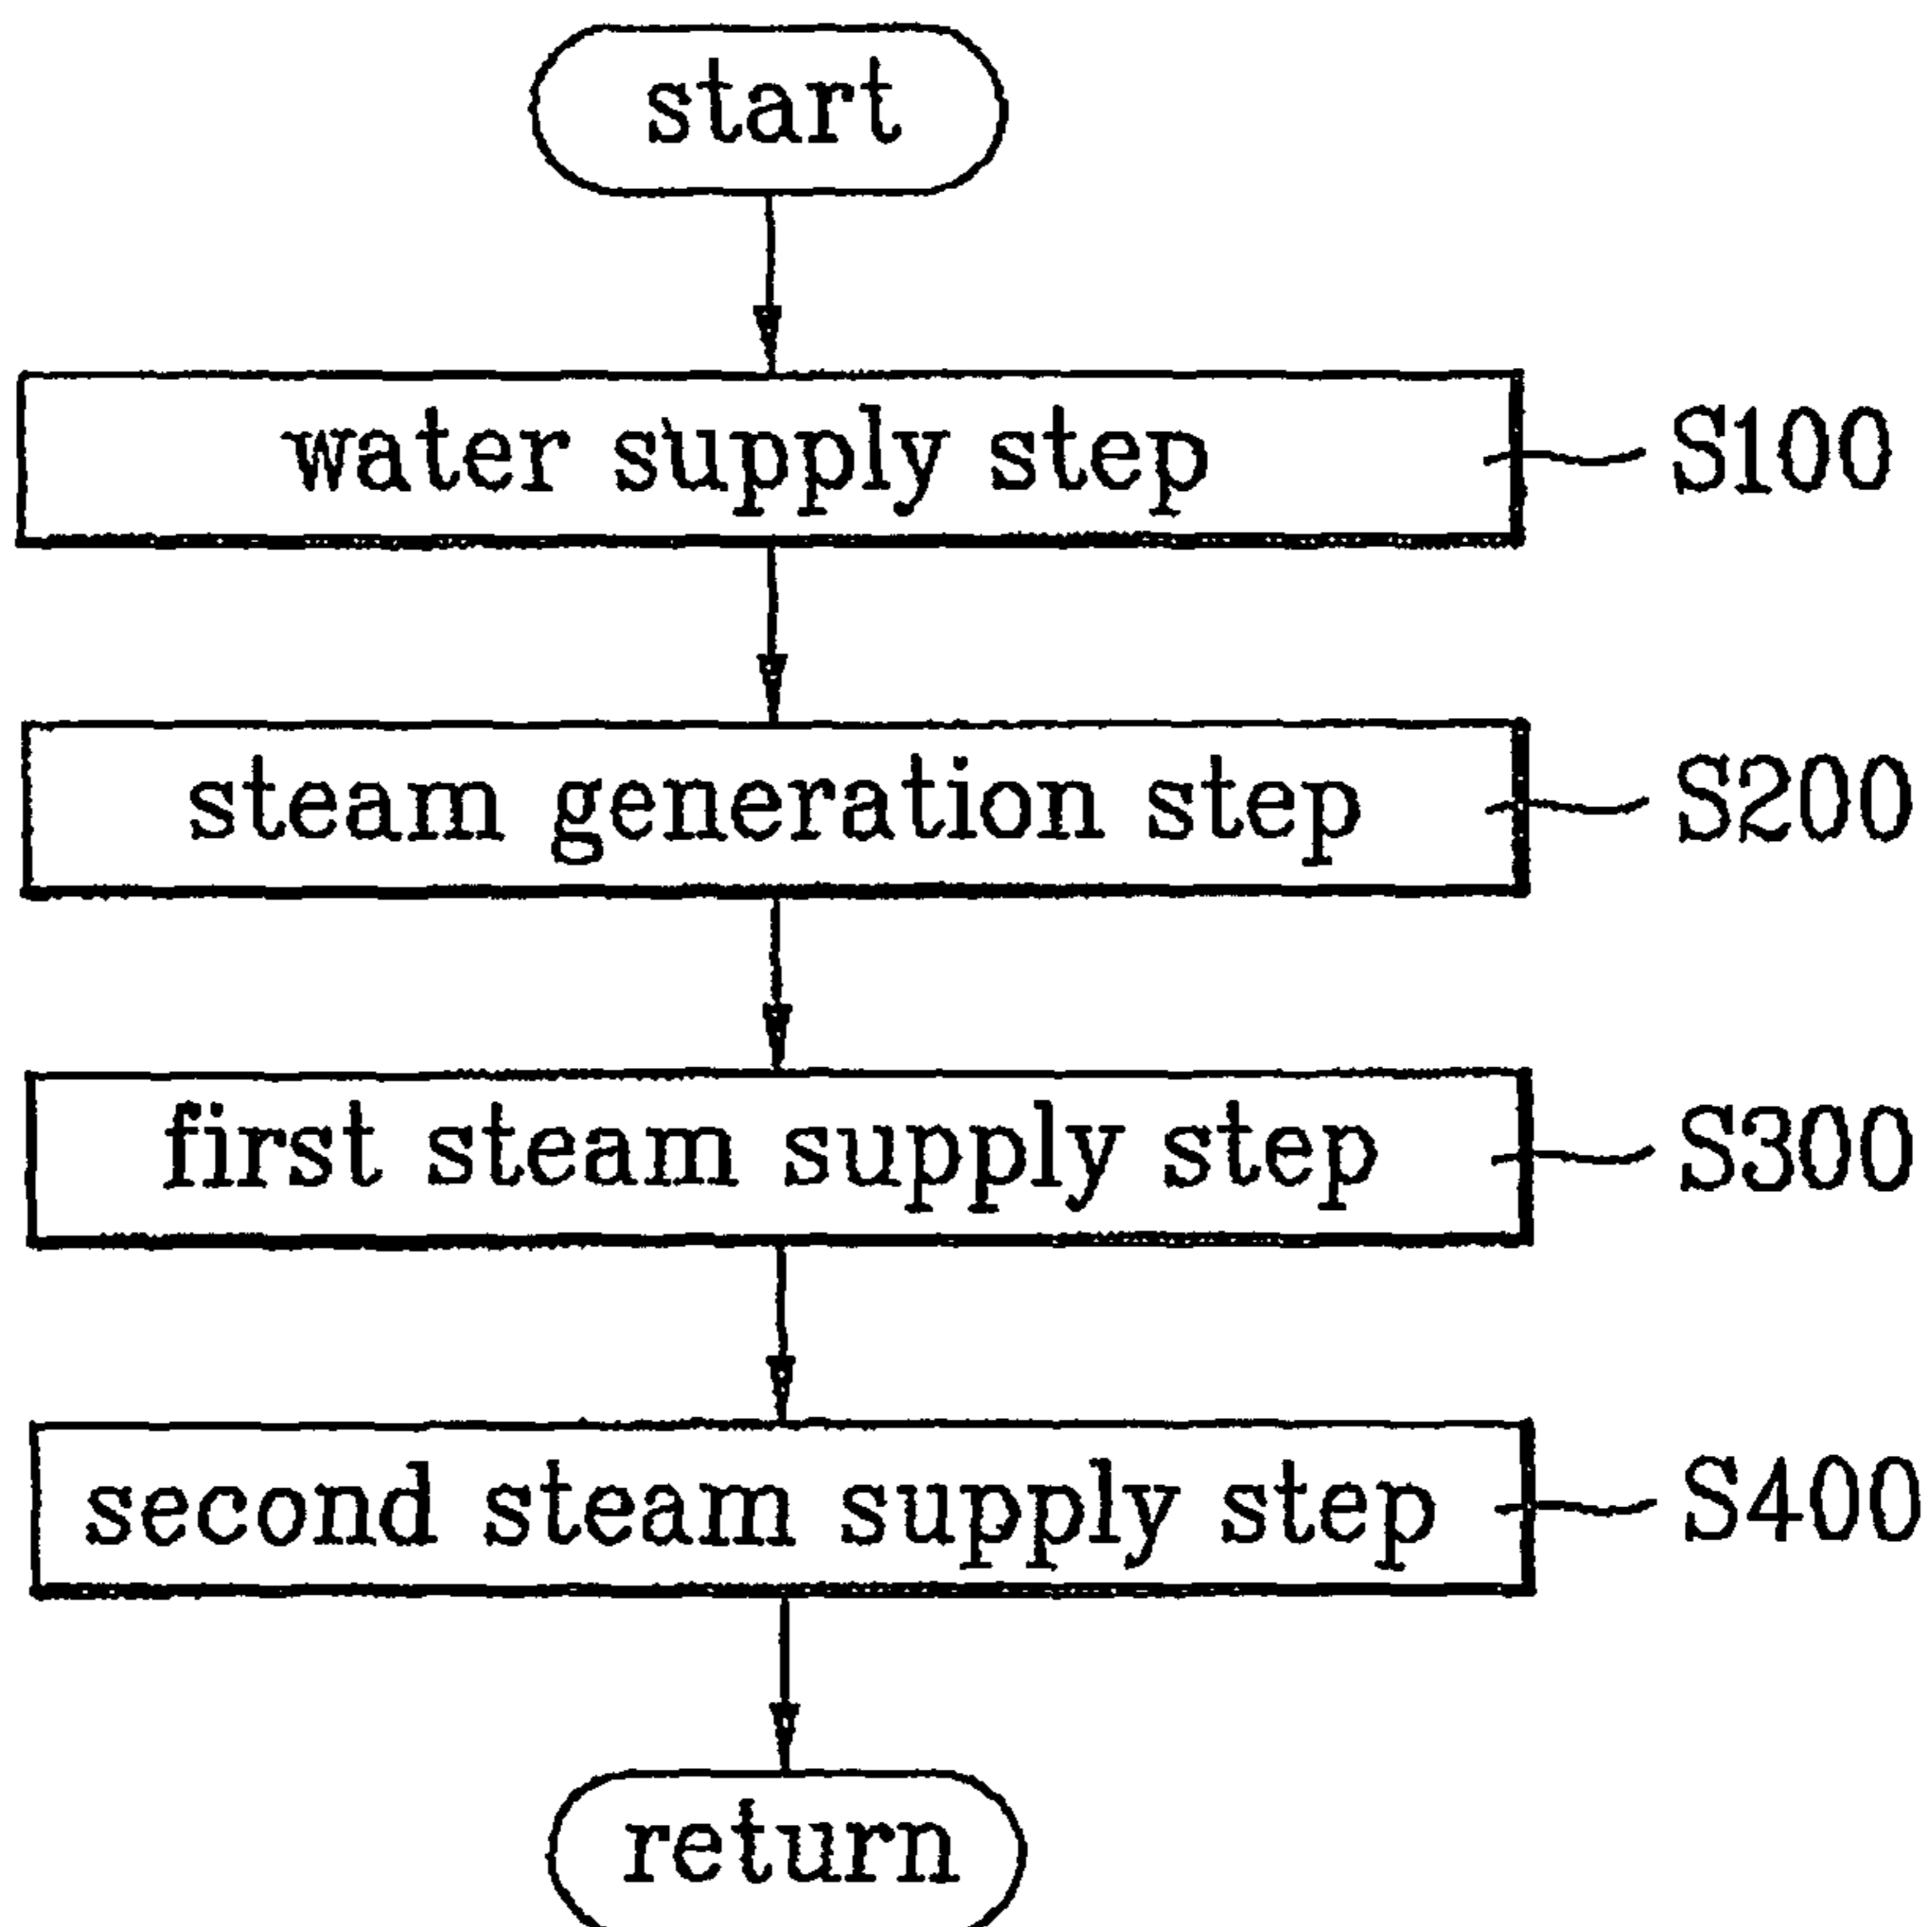 start
water supply step S100
steam generation step S200
first steam supply step S300
second steam supply step S400
return